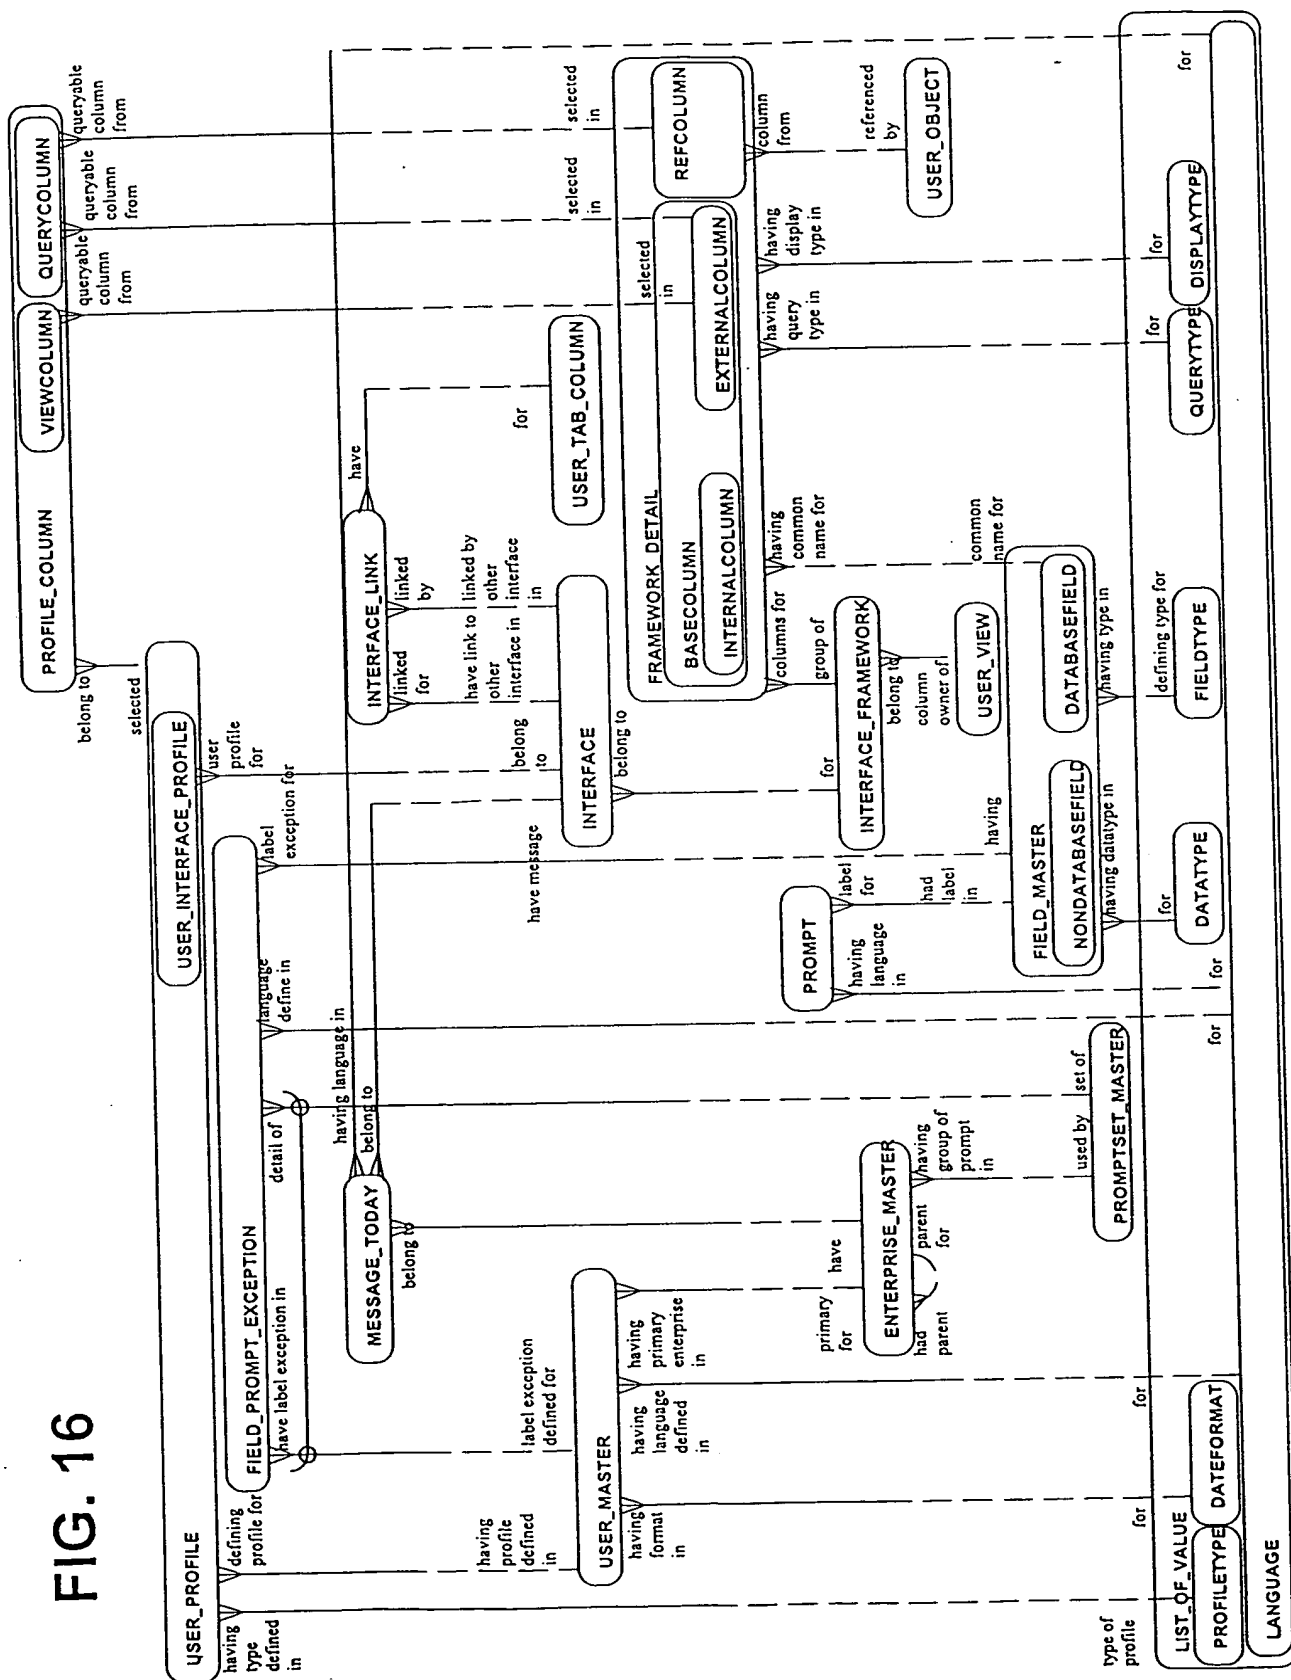 FIG. 16
PROFILE_COLUMN
VIEWCOLUMN
QUERYCOLUMN
belong to
selected
queryable
column
from
queryable
column
from
queryable
column
from
USER_PROFILE
USER_INTERFACE_PROFILE
having
type
defined
in
defining
profile for
user
profile
for
FIELD_PROMPT_EXCEPTION
have label exception in
detail of
language
define in
label
exception for
having language in
belong to
MESSAGE_TODAY
belong to
INTERFACE_LINK
have
linked
for
linked
by
have link to
other
interface in
linked by
other
interface
in
have message
belong
to
for
USER_TAB_COLUMN
INTERFACE
belong to
selected
in
selected
in
selected
in
having
profile
defined
in
label exception
defined for
USER_MASTER
having
format
in
having
language
defined
in
having
primary
enterprise
in
FRAMEWORK_DETAIL
BASECOLUMN
INTERNALCOLUMN
EXTERNALCOLUMN
REFCOLUMN
columns for
group of
having
common
name for
having
query
type in
having
display
type in
column
from
referenced
by
USER_OBJECT
primary
for
have
ENTERPRISE_MASTER
had
parent
parent
for
having
group of
prompt
in
PROMPT
having
language
in
label
for
had
label
in
for
INTERFACE_FRAMEWORK
belong to
column
owner of
USER_VIEW
having
common
name for
FIELD_MASTER
NONDATABASEFIELD
DATABASEFIELD
having datatype in
having type in
used by
set of
PROMPTSET_MASTER
type of
profile
for
for
for
for
for
defining type for
for
for
for
LIST_OF_VALUE
PROFILETYPE
DATEFORMAT
DATATYPE
FIELDTYPE
QUERYTYPE
DISPLAYTYPE
LANGUAGE